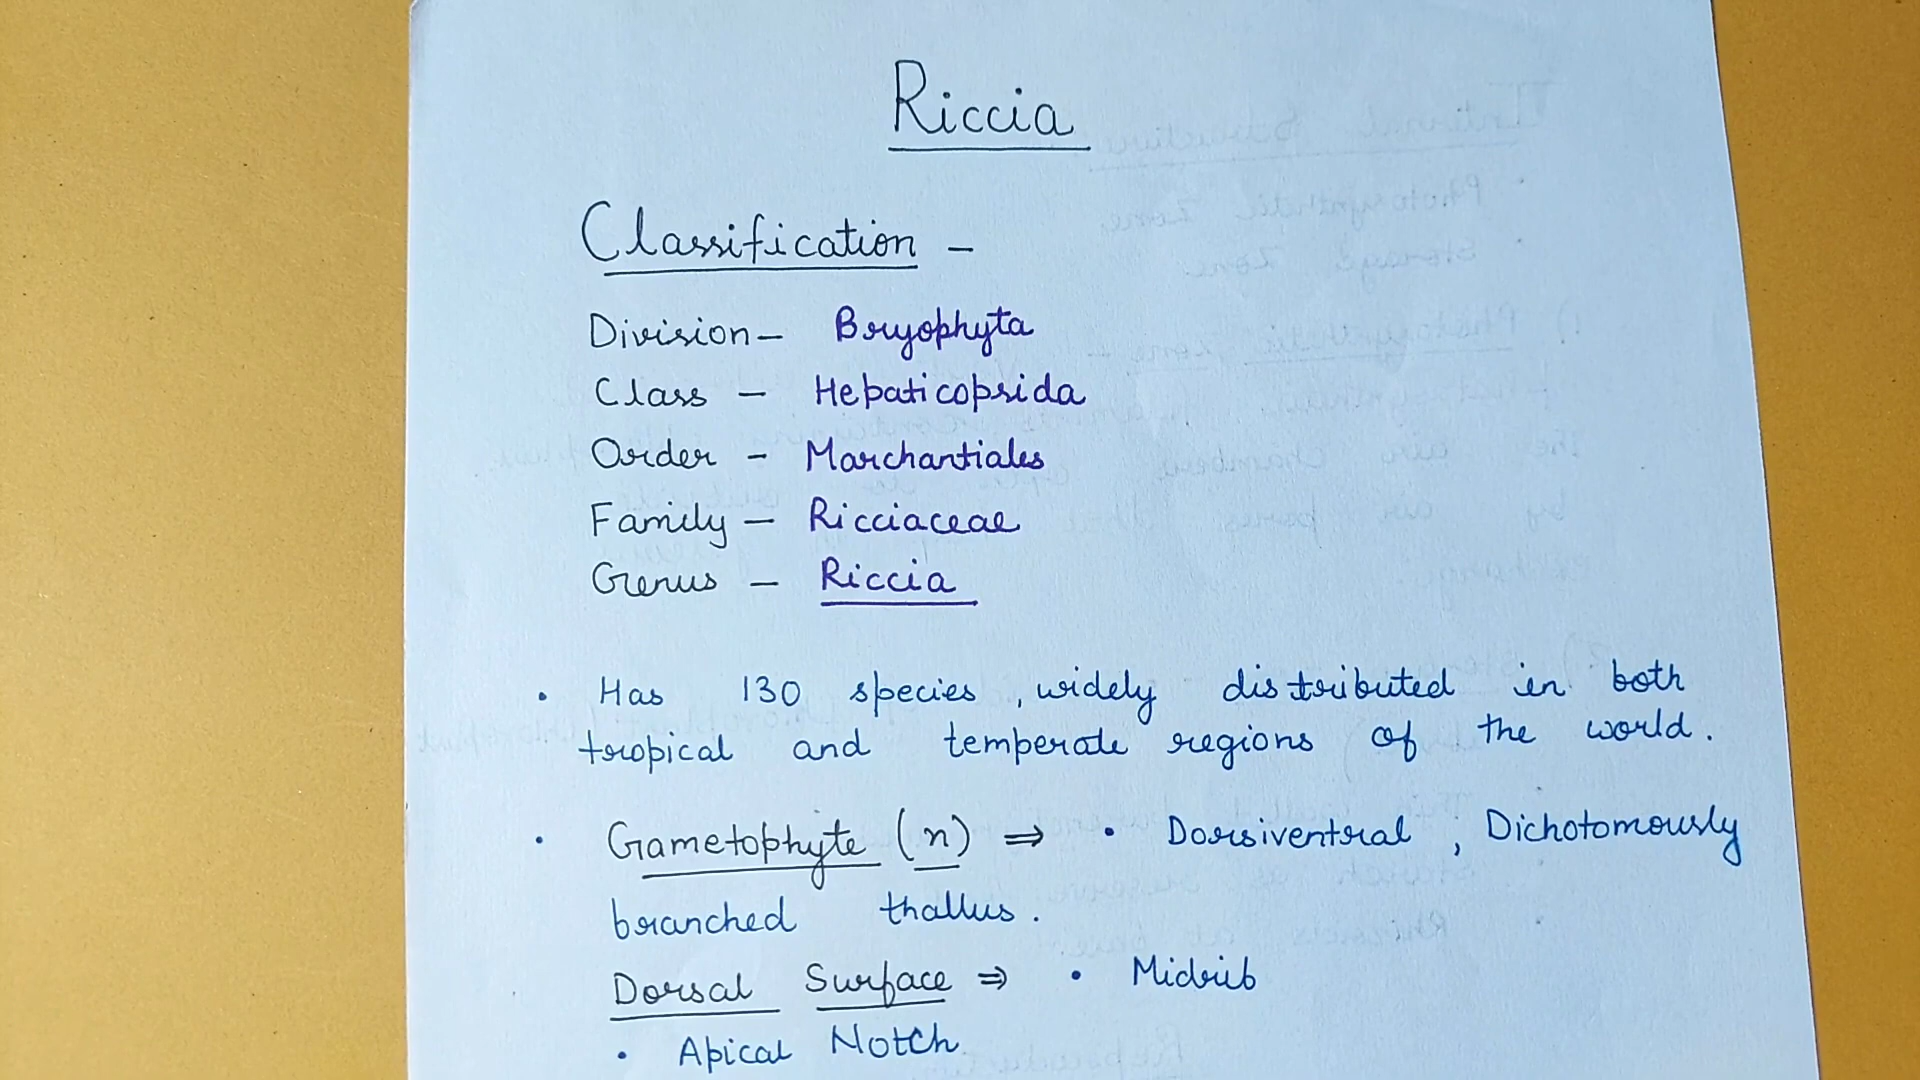 Riccia
Classification -
Division- Bryophyta
Class - Hepaticopsida
Order - Marchantiales
Family - Ricciaceae
Genus - Riccia
• Has 130 species, widely distributed in both
tropical and temperate regions of the world.
• Gametophyte (n) ⇒ • Dorsiventral, Dichotomously
branched thallus.
Dorsal Surface ⇒ • Midrib
• Apical Notch